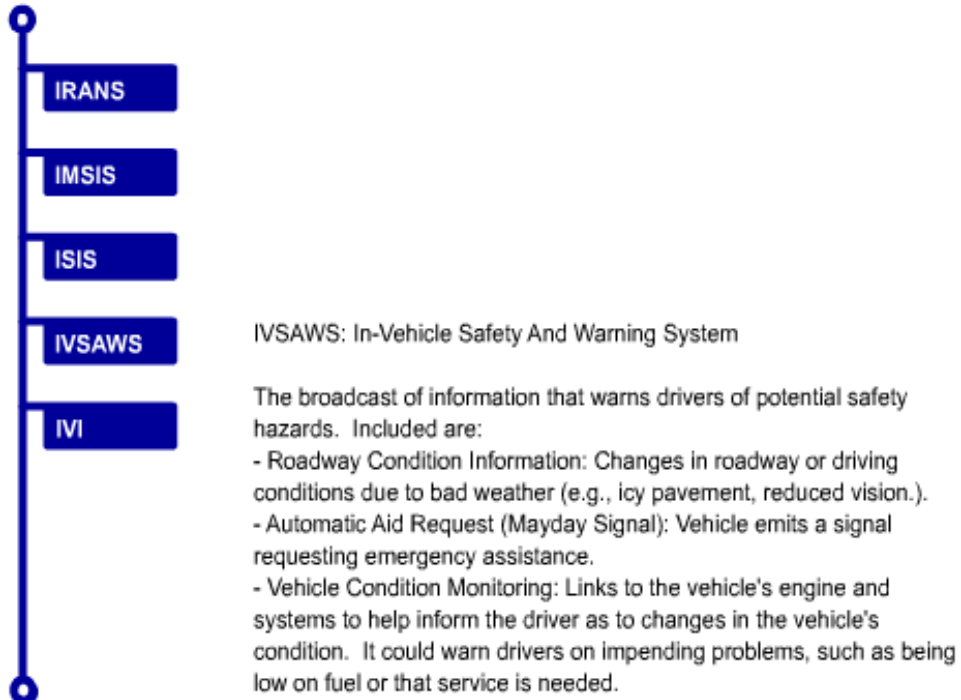 IRANS
IMSIS
ISIS
IVSAWS
IVI
IVSAWS: In-Vehicle Safety And Warning System
The broadcast of information that warns drivers of potential safety
hazards. Included are:
- Roadway Condition Information: Changes in roadway or driving
conditions due to bad weather (e.g., icy pavement, reduced vision.).
- Automatic Aid Request (Mayday Signal): Vehicle emits a signal
requesting emergency assistance.
- Vehicle Condition Monitoring: Links to the vehicle's engine and
systems to help inform the driver as to changes in the vehicle's
condition. It could warn drivers on impending problems, such as being
low on fuel or that service is needed.